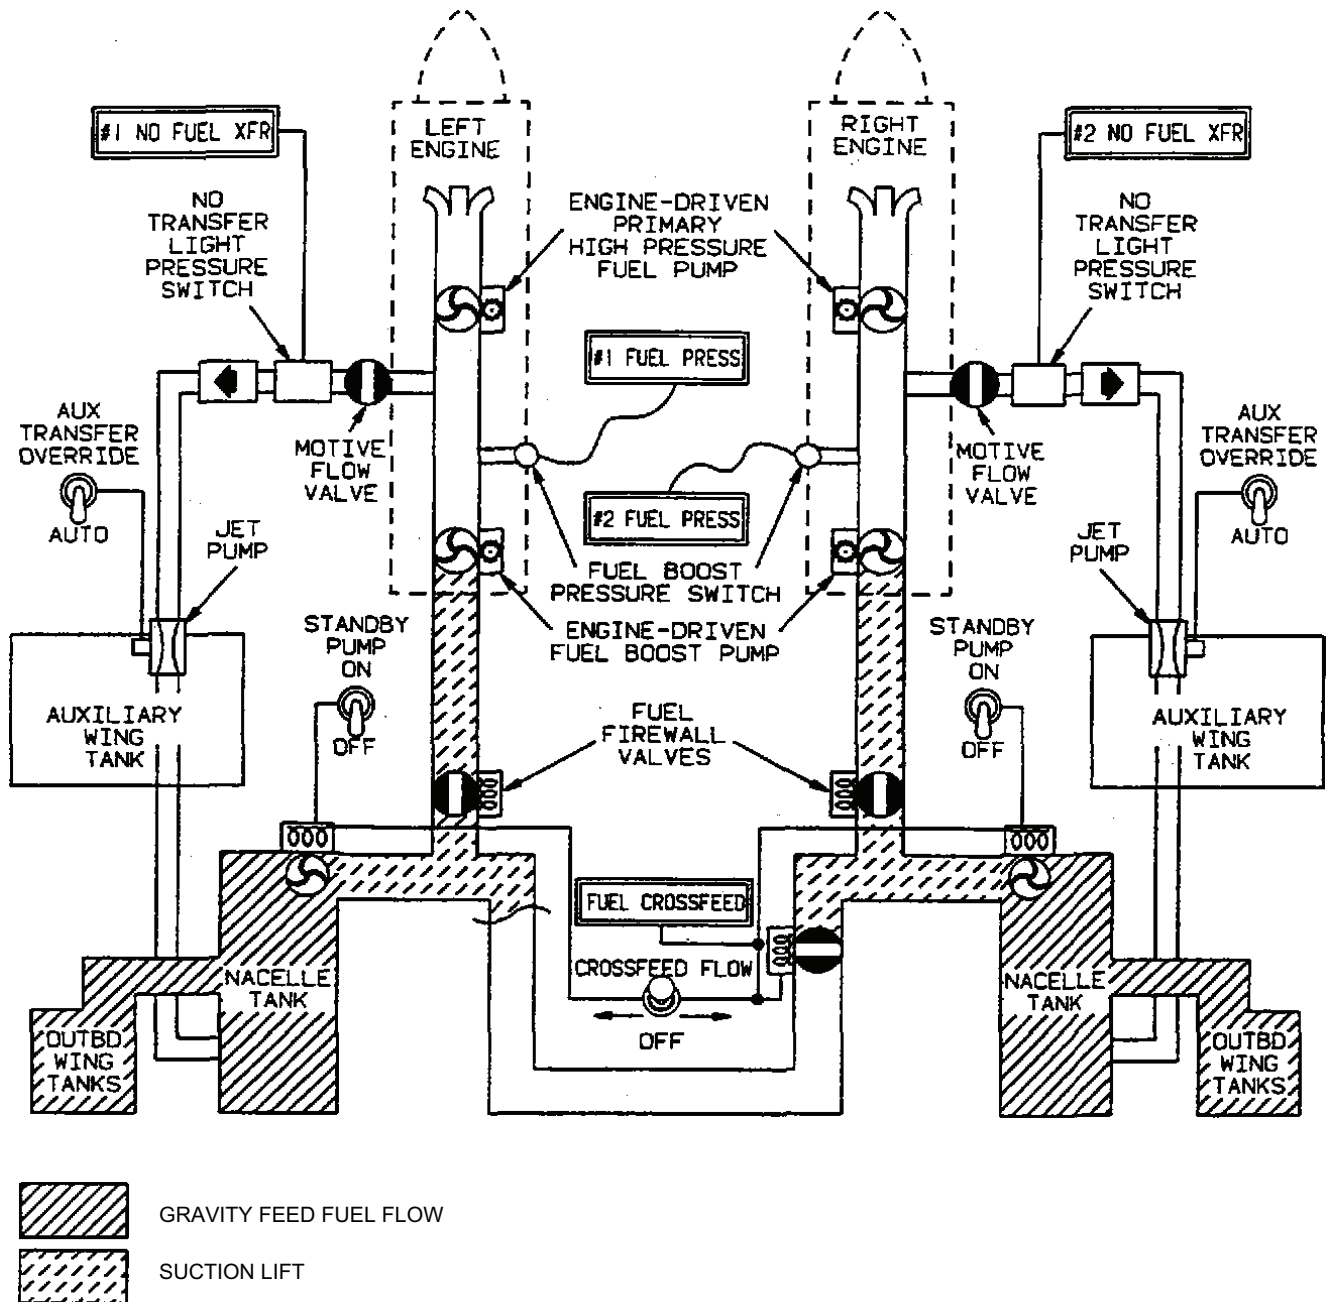 LEFT
ENGINE
RIGHT
ENGINE
#1 NO FUEL XFR
#2 NO FUEL XFR
NO
TRANSFER
LIGHT
PRESSURE
SWITCH
ENGINE-DRIVEN
PRIMARY
HIGH PRESSURE
FUEL PUMP
NO
TRANSFER
LIGHT
PRESSURE
SWITCH
#1 FUEL PRESS
AUX
TRANSFER
OVERRIDE
AUTO
MOTIVE
FLOW
VALVE
#2 FUEL PRESS
MOTIVE
FLOW
VALVE
AUX
TRANSFER
OVERRIDE
AUTO
JET
PUMP
FUEL BOOST
PRESSURE SWITCH
JET
PUMP
STANDBY
PUMP
ON
OFF
ENGINE-DRIVEN
FUEL BOOST PUMP
STANDBY
PUMP
ON
OFF
AUXILIARY
WING
TANK
FUEL
FIREWALL
VALVES
AUXILIARY
WING
TANK
FUEL CROSSFEED
CROSSFEED FLOW
OFF
NACELLE
TANK
NACELLE
TANK
OUTBD
WING
TANKS
OUTBD
WING
TANKS
GRAVITY FEED FUEL FLOW
SUCTION LIFT